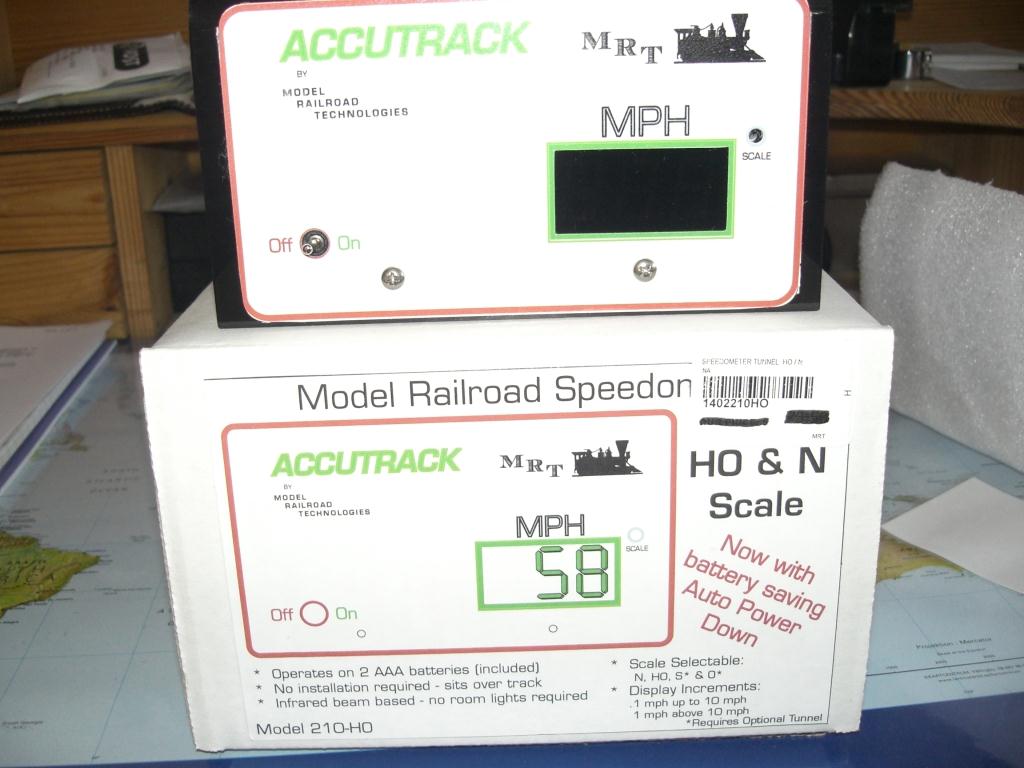 ACCUTRACK
MRT
BY
MODEL
RAILROAD
TECHNOLOGIES
MPH
SCALE
Off On
Model Railroad Speedon
SPEEDOMETER TUNNEL HO/N
NA
1402210HO
H
MRT
ACCUTRACK
MRT
BY
MODEL
RAILROAD
TECHNOLOGIES
MPH
SCALE
58
Off On
HO & N
Scale
Now with
battery saving
Auto Power
Down
* Operates on 2 AAA batteries (included)
* No installation required - sits over track
* Infrared beam based - no room lights required
Model 210-HO
* Scale Selectable:
N, HO, S* & O*
* Display Increments:
.1 mph up to 10 mph
1 mph above 10 mph
*Requires Optional Tunnel
Projektion: Mercator